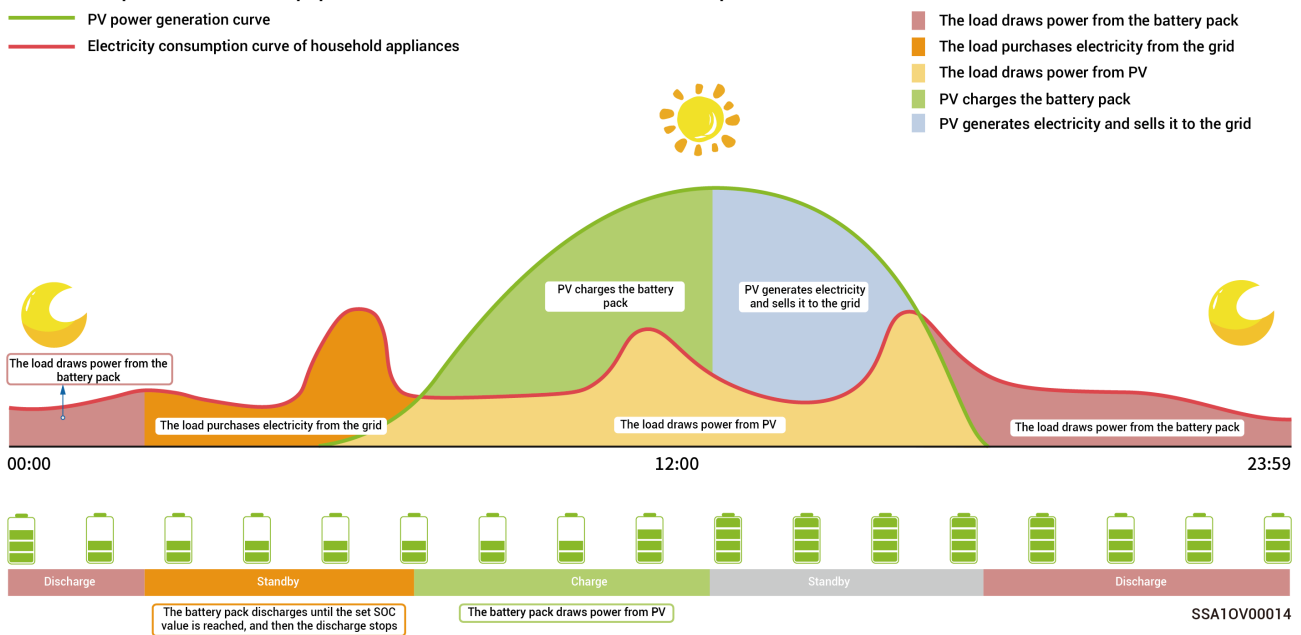 PV power generation curve
Electricity consumption curve of household appliances
The load draws power from the battery pack
The load purchases electricity from the grid
The load draws power from PV
PV charges the battery pack
PV generates electricity and sells it to the grid
PV charges the battery
pack
PV generates electricity
and sells it to the grid
The load draws power from the
battery pack
The load purchases electricity from the grid
The load draws power from PV
The load draws power from the battery pack
00:00
12:00
23:59
Discharge
Standby
Charge
Standby
Discharge
The battery pack discharges until the set SOC
value is reached, and then the discharge stops
The battery pack draws power from PV
SSA1OV00014